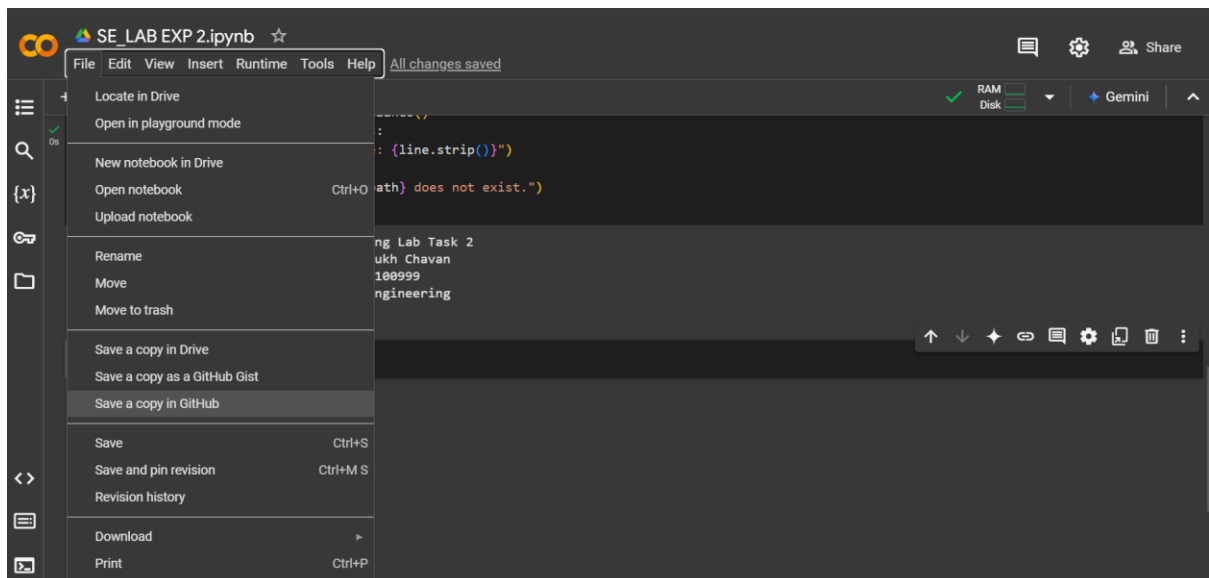 SE_LAB EXP 2.ipynb
Share
File Edit View Insert Runtime Tools Help All changes saved
RAM
Disk
Gemini
Locate in Drive
Open in playground mode
:
0s
: {line.strip()}")
New notebook in Drive
Open notebook Ctrl+O
ath} does not exist.")
{x}
Upload notebook
ng Lab Task 2
Rename
ukh Chavan
Move
100999
ngineering
Move to trash
Save a copy in Drive
Save a copy as a GitHub Gist
Save a copy in GitHub
Save Ctrl+S
Save and pin revision Ctrl+M S
Revision history
Download
Print Ctrl+P